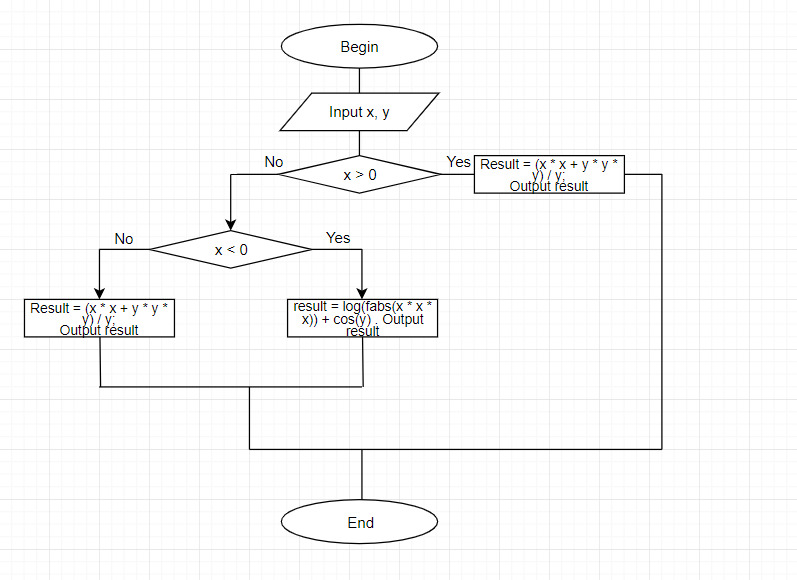 Begin
Input x, y
No
x > 0
Yes
Result = (x * x + y * y *
y) / y;
Output result
No
x < 0
Yes
Result = (x * x + y * y *
y) / y;
Output result
result = log(fabs(x * x *
x)) + cos(y) . Output
result
End